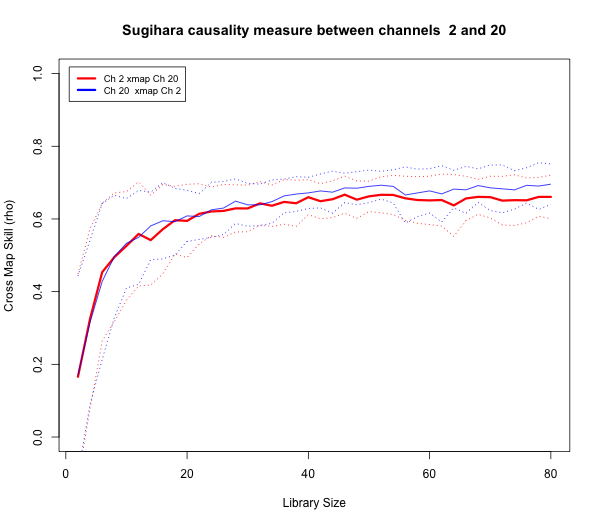 Sugihara causality measure between channels  2 and 20
Ch 2 xmap Ch 20
Ch 20  xmap Ch 2
Cross Map Skill (rho)
1.0
0.8
0.6
0.4
0.2
0.0
0 20 40 60 80
Library Size